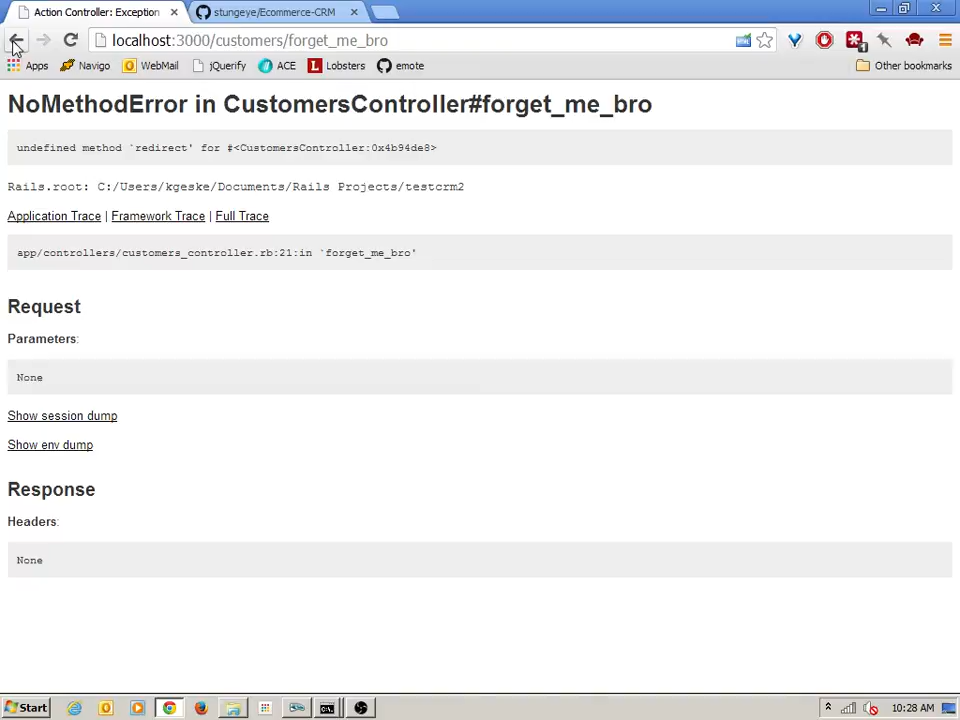 Action Controller: Exception
stungeye/Ecommerce-CRM
localhost:3000/customers/forget_me_bro
Apps
Navigo
WebMail
jQuerify
ACE
Lobsters
emote
Other bookmarks
NoMethodError in CustomersController#forget_me_bro
undefined method `redirect' for #<CustomersController:0x4b94de8>
Rails.root: C:/Users/kgeske/Documents/Rails Projects/testcrm2
Application Trace | Framework Trace | Full Trace
app/controllers/customers_controller.rb:21:in `forget_me_bro'
Request
Parameters:
None
Show session dump
Show env dump
Response
Headers:
None
Start
10:28 AM